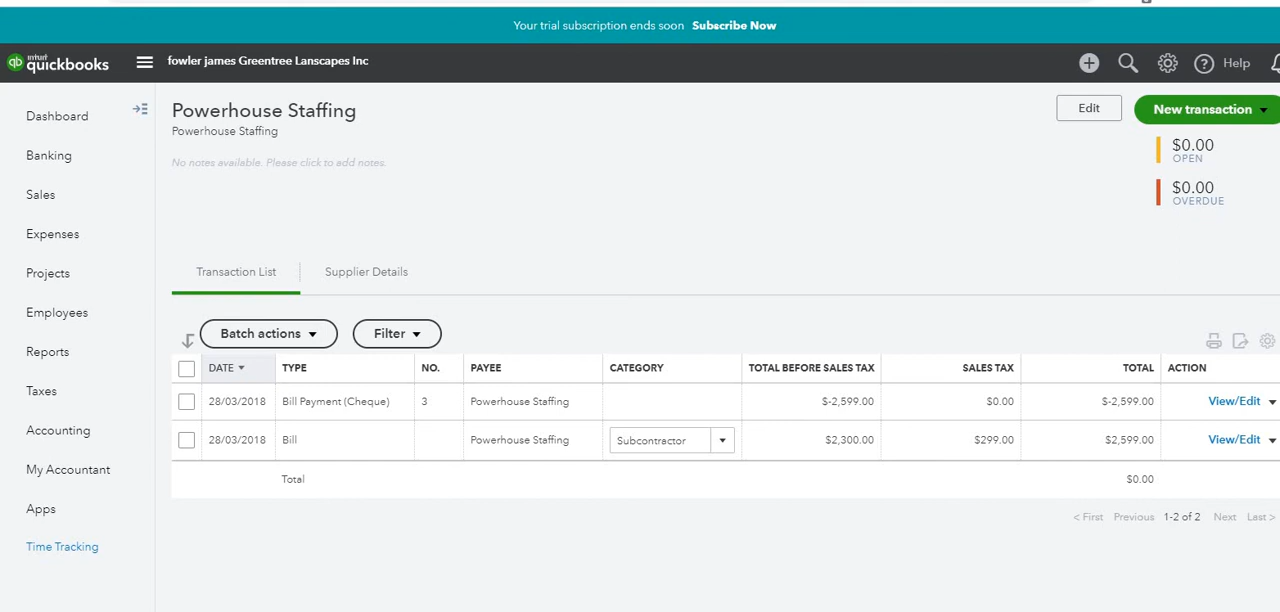 Your trial subscription ends soon Subscribe Now
intuit quickbooks fowler james Greentree Lanscapes Inc Help
Dashboard
Banking
Sales
Expenses
Projects
Employees
Reports
Taxes
Accounting
My Accountant
Apps
Time Tracking
Powerhouse Staffing
Powerhouse Staffing
No notes available. Please click to add notes.
Edit New transaction
$0.00
OPEN
$0.00
OVERDUE
Transaction List Supplier Details
Batch actions Filter
DATE TYPE NO. PAYEE CATEGORY TOTAL BEFORE SALES TAX SALES TAX TOTAL ACTION
28/03/2018 Bill Payment (Cheque) 3 Powerhouse Staffing $-2,599.00 $0.00 $-2,599.00 View/Edit
28/03/2018 Bill Powerhouse Staffing Subcontractor $2,300.00 $299.00 $2,599.00 View/Edit
Total $0.00
< First Previous 1-2 of 2 Next Last >